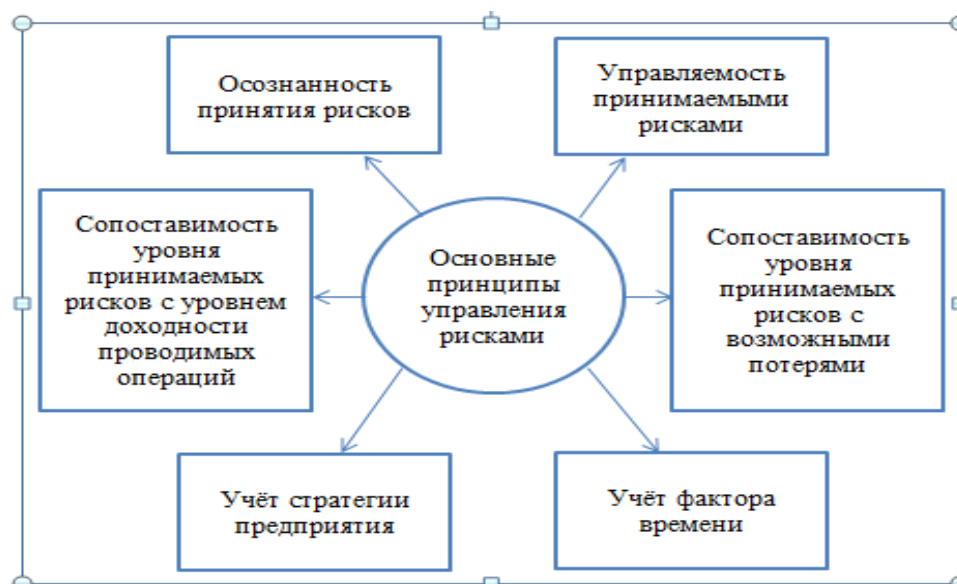 Осознанность
принятия рисков
Управляемость
принимаемыми
рисками
Сопоставимость
уровня
принимаемых
рисков с уровнем
доходности
проводимых
операций
Основные
принципы
управления
рисками
Сопоставимость
уровня
принимаемых
рисков с
возможными
потерями
Учёт стратегии
предприятия
Учёт фактора
времени